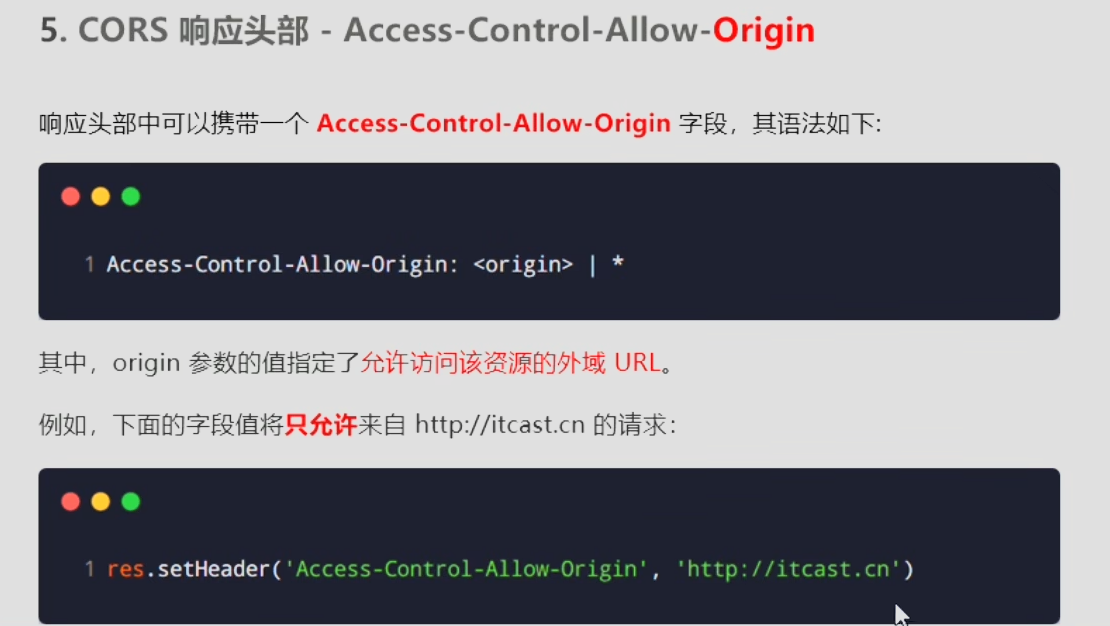 5. CORS 响应头部 - Access-Control-Allow-Origin
响应头部中可以携带一个 Access-Control-Allow-Origin 字段，其语法如下:
1 Access-Control-Allow-Origin: <origin> | *
其中，origin 参数的值指定了允许访问该资源的外域 URL。
例如，下面的字段值将只允许来自 http://itcast.cn 的请求：
1 res.setHeader('Access-Control-Allow-Origin', 'http://itcast.cn')